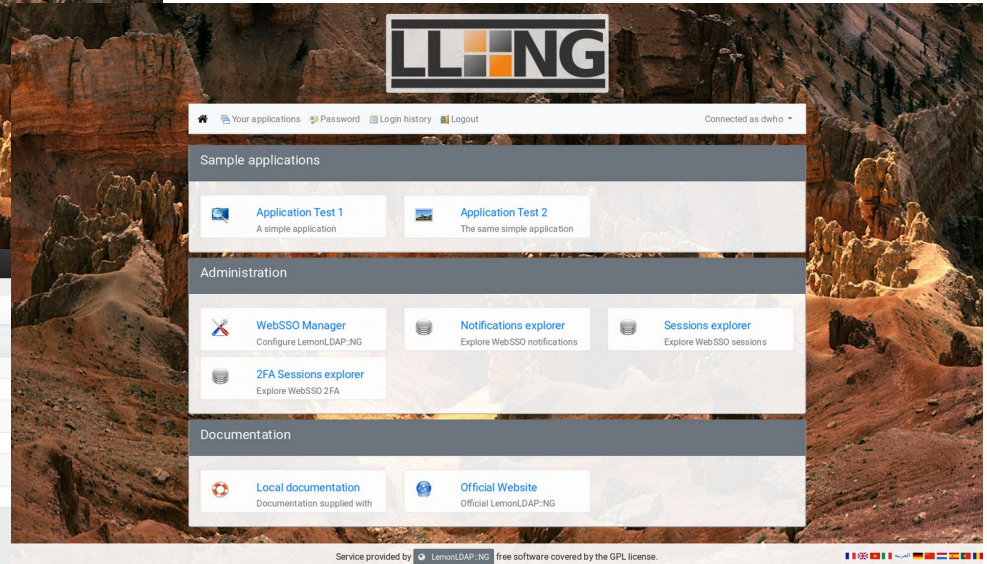 LL::NG
Your applications Password Login history Logout Connected as dwho
Sample applications
Application Test 1 Application Test 2
A simple application The same simple application
Administration
WebSSO Manager Notifications explorer Sessions explorer
Configure LemonLDAP::NG Explore WebSSO notifications Explore WebSSO sessions
2FA Sessions explorer
Explore WebSSO 2FA
Documentation
Local documentation Official Website
Documentation supplied with Official LemonLDAP::NG
Service provided by LemonLDAP::NG free software covered by the GPL license. العربية